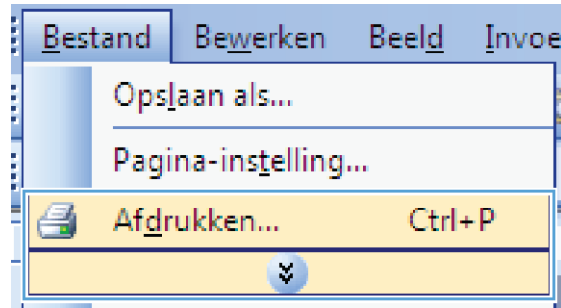 Bestand Bewerken Beeld Invoe
Opslaan als...
Pagina-instelling...
Afdrukken... Ctrl+P